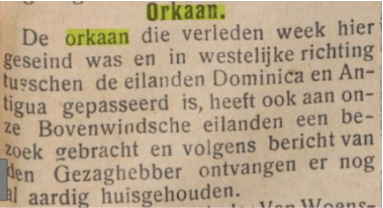 Orkaan.
De orkaan die verleden week hier
geseind was en in westelijke richting
tusschen de eilanden Dominica en An-
tigua gepasseerd is, heeft ook aan on-
ze Bovenwindsche eilanden een be-
zoek gebracht en volgens bericht van
den Gezaghebber ontvangen er nog
al aardig huisgehouden.